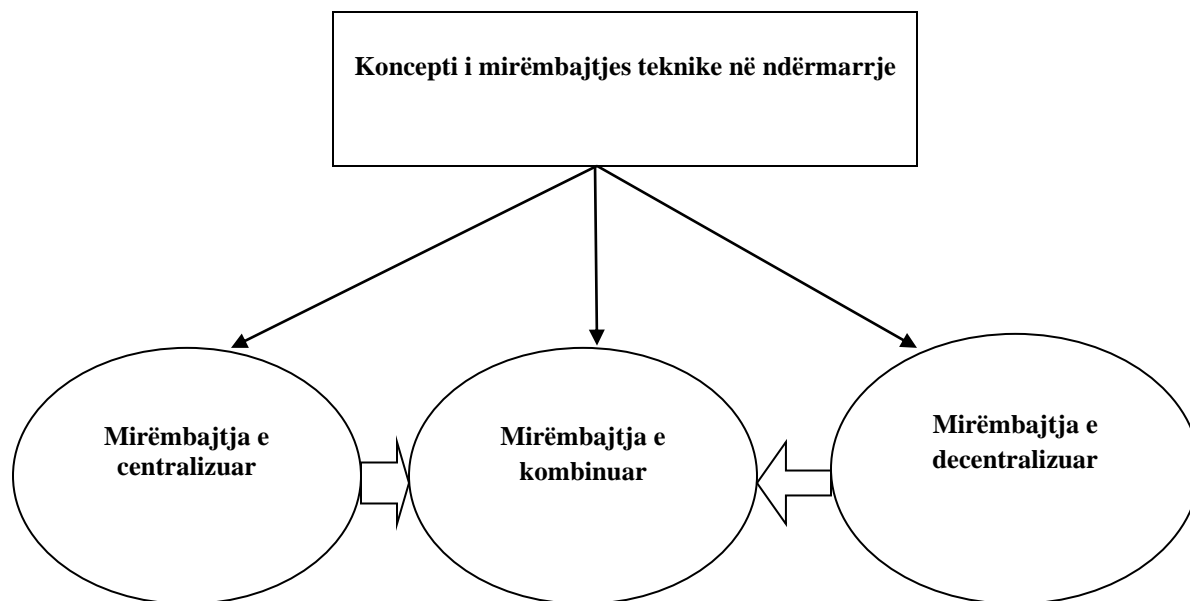 Koncepti i mirëmbajtjes teknike në ndërmarrje
Mirëmbajtja e
centralizuar
Mirëmbajtja e
kombinuar
Mirëmbajtja e
decentralizuar